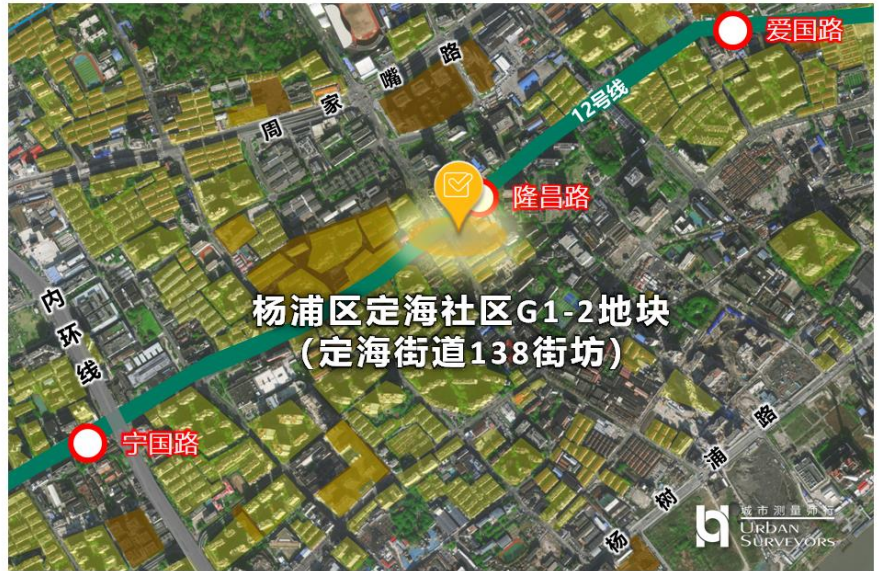 爱国路
周家嘴路
12号线
隆昌路
杨浦区定海社区G1-2地块
（定海街道138街坊）
内环线
宁国路
杨树浦路
城市测量师行
URBAN
SURVEYORS